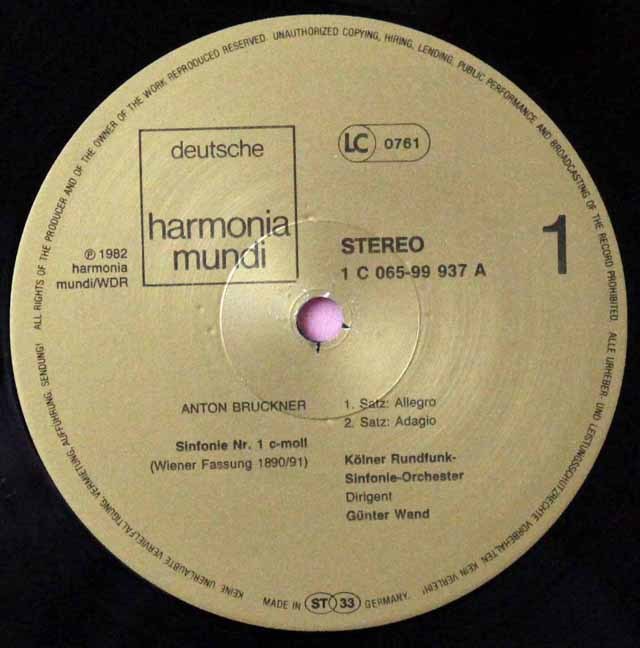 ALL RIGHTS OF THE PRODUCER AND OF THE OWNER OF THE WORK REPRODUCED RESERVED. UNAUTHORIZED COPYING, HIRING, LENDING, PUBLIC PERFORMANCE AND BROADCASTING OF THE RECORD PROHIBITED. ALLE URHEBER- UND LEISTUNGSSCHUTZRECHTE VORBEHALTEN. KEIN VERLEIH! KEINE UNERLAUBTE VERVIELFÄLTIGUNG, VERMIETUNG, AUFFÜHRUNG, SENDUNG!
deutsche
harmonia
mundi
LC 0761
℗ 1982
harmonia
mundi/WDR
STEREO
1 C 065-99 937 A
1
ANTON BRUCKNER
Sinfonie Nr. 1 c-moll
(Wiener Fassung 1890/91)
1. Satz: Allegro
2. Satz: Adagio
Kölner Rundfunk-
Sinfonie-Orchester
Dirigent
Günter Wand
MADE IN ST 33 GERMANY.